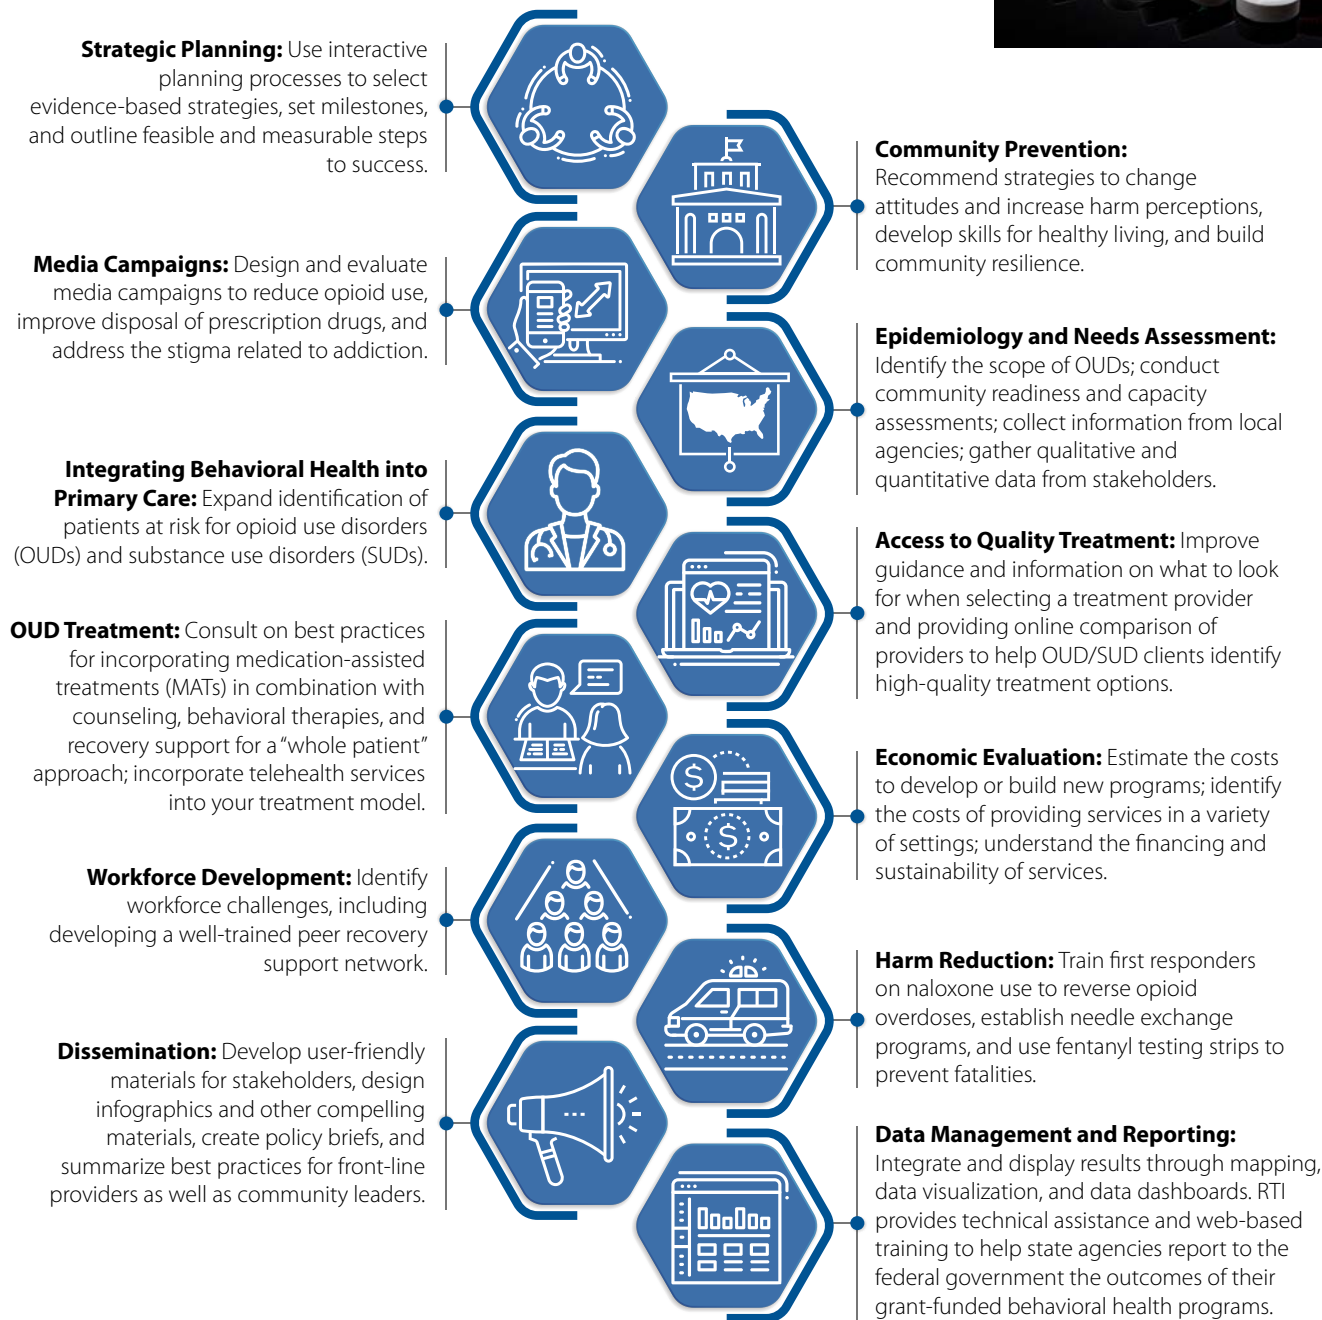 Strategic Planning: Use interactive
planning processes to select
evidence-based strategies, set milestones,
and outline feasible and measurable steps
to success.
Community Prevention:
Recommend strategies to change
attitudes and increase harm perceptions,
develop skills for healthy living, and build
community resilience.
Media Campaigns: Design and evaluate
media campaigns to reduce opioid use,
improve disposal of prescription drugs, and
address the stigma related to addiction.
Epidemiology and Needs Assessment:
Identify the scope of OUDs; conduct
community readiness and capacity
assessments; collect information from local
agencies; gather qualitative and
quantitative data from stakeholders.
Integrating Behavioral Health into
Primary Care: Expand identification of
patients at risk for opioid use disorders
(OUDs) and substance use disorders (SUDs).
Access to Quality Treatment: Improve
guidance and information on what to look
for when selecting a treatment provider
and providing online comparison of
providers to help OUD/SUD clients identify
high-quality treatment options.
OUD Treatment: Consult on best practices
for incorporating medication-assisted
treatments (MATs) in combination with
counseling, behavioral therapies, and
recovery support for a “whole patient”
approach; incorporate telehealth services
into your treatment model.
Economic Evaluation: Estimate the costs
to develop or build new programs; identify
the costs of providing services in a variety
of settings; understand the financing and
sustainability of services.
Workforce Development: Identify
workforce challenges, including
developing a well-trained peer recovery
support network.
Harm Reduction: Train first responders
on naloxone use to reverse opioid
overdoses, establish needle exchange
programs, and use fentanyl testing strips to
prevent fatalities.
Dissemination: Develop user-friendly
materials for stakeholders, design
infographics and other compelling
materials, create policy briefs, and
summarize best practices for front-line
providers as well as community leaders.
Data Management and Reporting:
Integrate and display results through mapping,
data visualization, and data dashboards. RTI
provides technical assistance and web-based
training to help state agencies report to the
federal government the outcomes of their
grant-funded behavioral health programs.